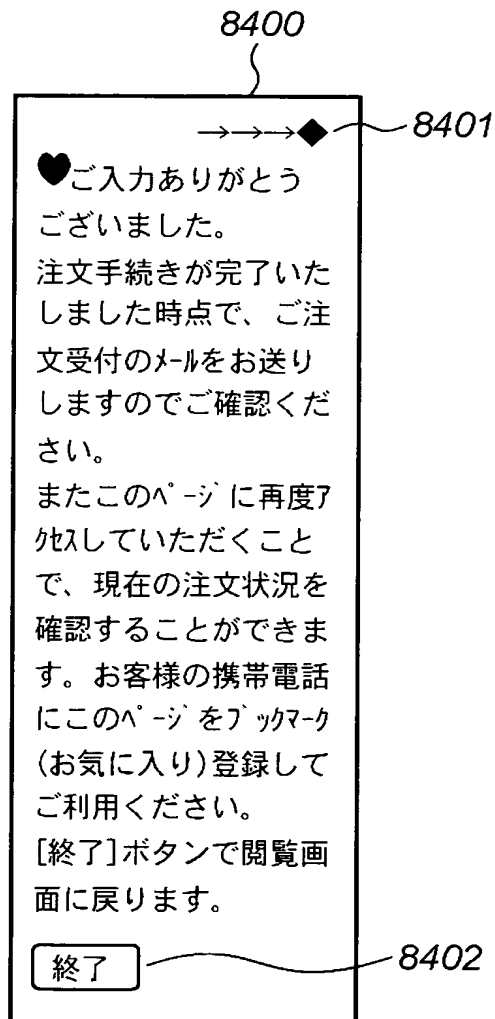 8400
→→→◆ 8401
♥ご入力ありがとう
ございました。
注文手続きが完了いた
しました時点で、ご注
文受付のﾒｰﾙをお送り
しますのでご確認くだ
さい。
またこのﾍﾟｰｼﾞに再度ｱ
ｸｾｽしていただくこと
で、現在の注文状況を
確認することができま
す。お客様の携帯電話
にこのﾍﾟｰｼﾞをﾌﾞｯｸﾏｰｸ
(お気に入り)登録して
ご利用ください。
[終了]ボタンで閲覧画
面に戻ります。
終了 8402